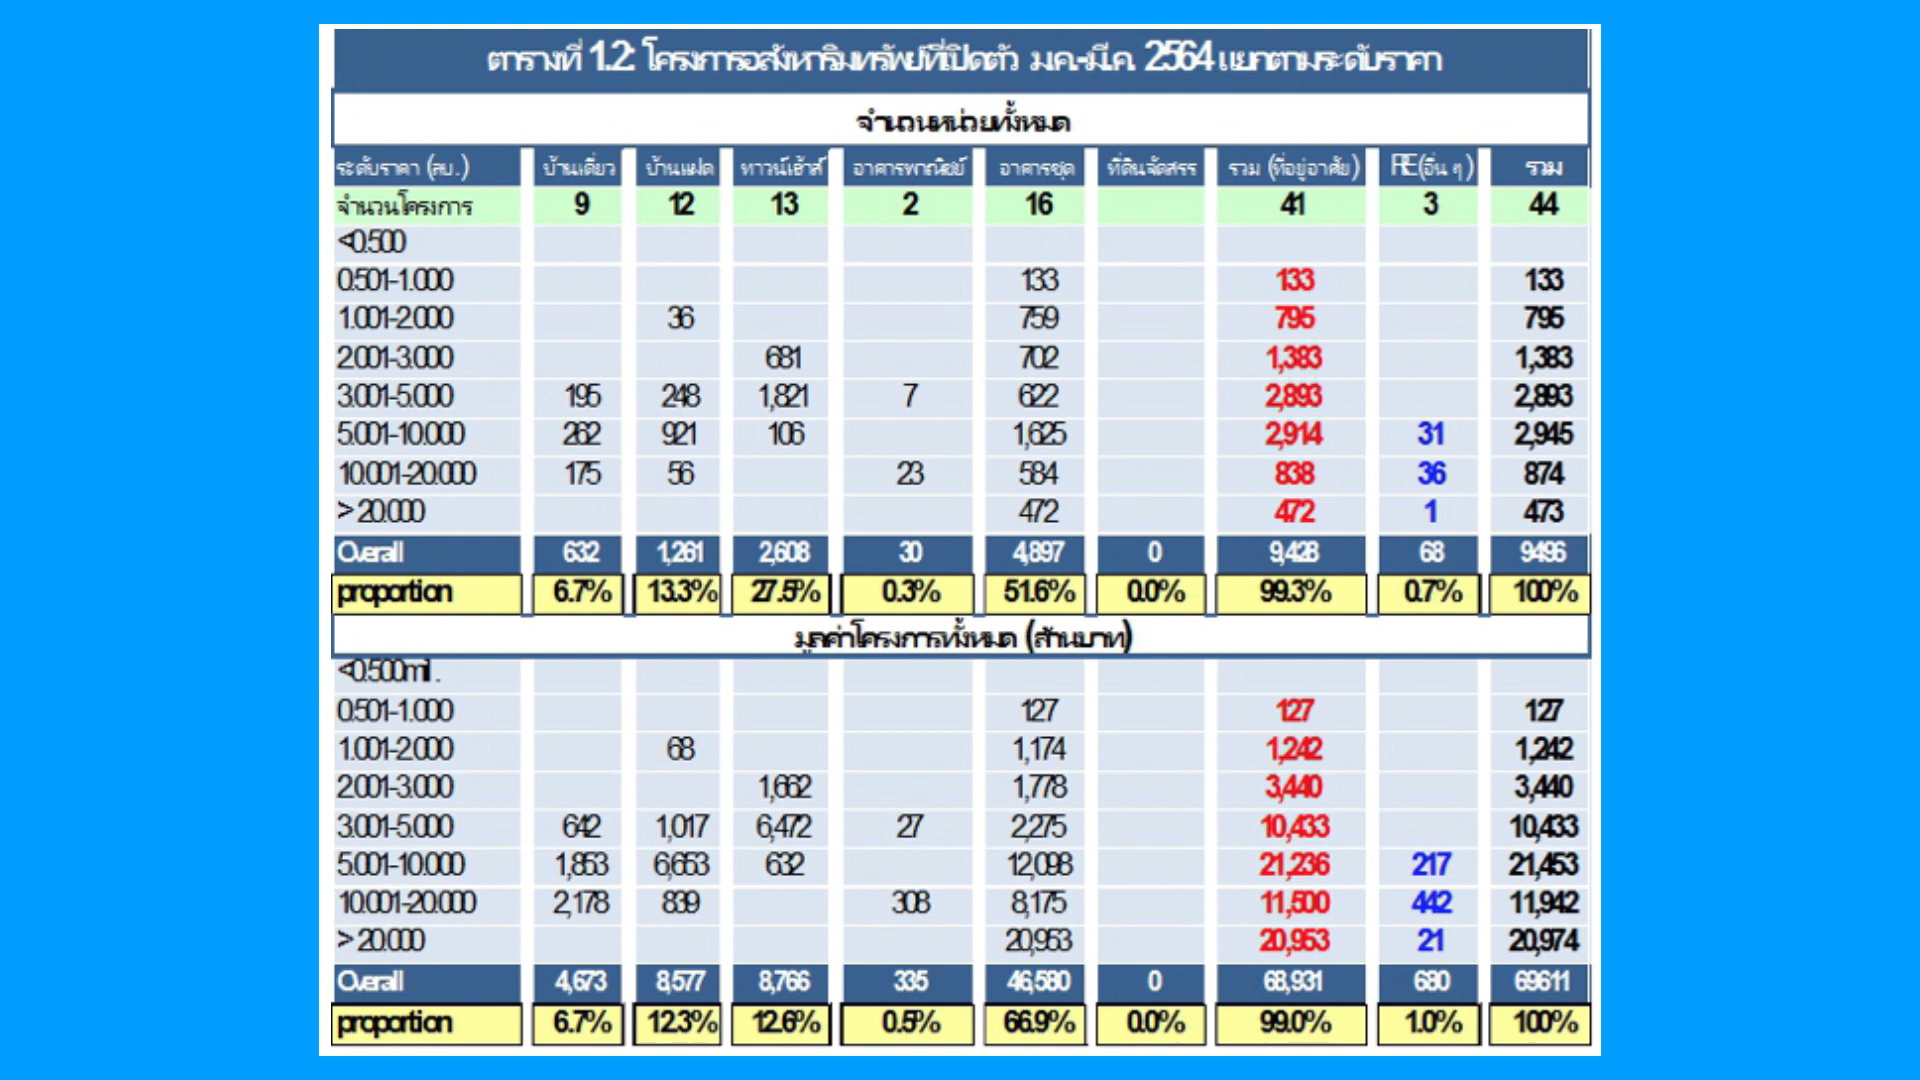 ตารางที่ 1.2: โครงการอสังหาริมทรัพย์ที่เปิดตัว ม.ค.-มี.ค. 2564 แยกตามระดับราคา
จำนวนหน่วยทั้งหมด
ระดับราคา (ลบ.) บ้านเดี่ยว บ้านแฝด ทาวน์เฮ้าส์ อาคารพาณิชย์ อาคารชุด ที่ดินจัดสรร รวม (ที่อยู่อาศัย) RE(อื่น ๆ) รวม
จำนวนโครงการ 9 12 13 2 16 41 3 44
<0.500
0.501-1.000 133 133 133
1.001-2.000 36 759 795 795
2.001-3.000 681 702 1,383 1,383
3.001-5.000 195 248 1,821 7 622 2,893 2,893
5.001-10.000 262 921 106 1,625 2,914 31 2,945
10.001-20.000 175 56 23 584 838 36 874
> 20.000 472 472 1 473
Overall 632 1,261 2,608 30 4,897 0 9,428 68 9496
proportion 6.7% 13.3% 27.5% 0.3% 51.6% 0.0% 99.3% 0.7% 100%
มูลค่าโครงการทั้งหมด (ล้านบาท)
<0.500mil.
0.501-1.000 127 127 127
1.001-2.000 68 1,174 1,242 1,242
2.001-3.000 1,662 1,778 3,440 3,440
3.001-5.000 642 1,017 6,472 27 2,275 10,433 10,433
5.001-10.000 1,853 6,653 632 12,098 21,236 217 21,453
10.001-20.000 2,178 839 308 8,175 11,500 442 11,942
> 20.000 20,953 20,953 21 20,974
Overall 4,673 8,577 8,766 335 46,580 0 68,931 680 69611
proportion 6.7% 12.3% 12.6% 0.5% 66.9% 0.0% 99.0% 1.0% 100%